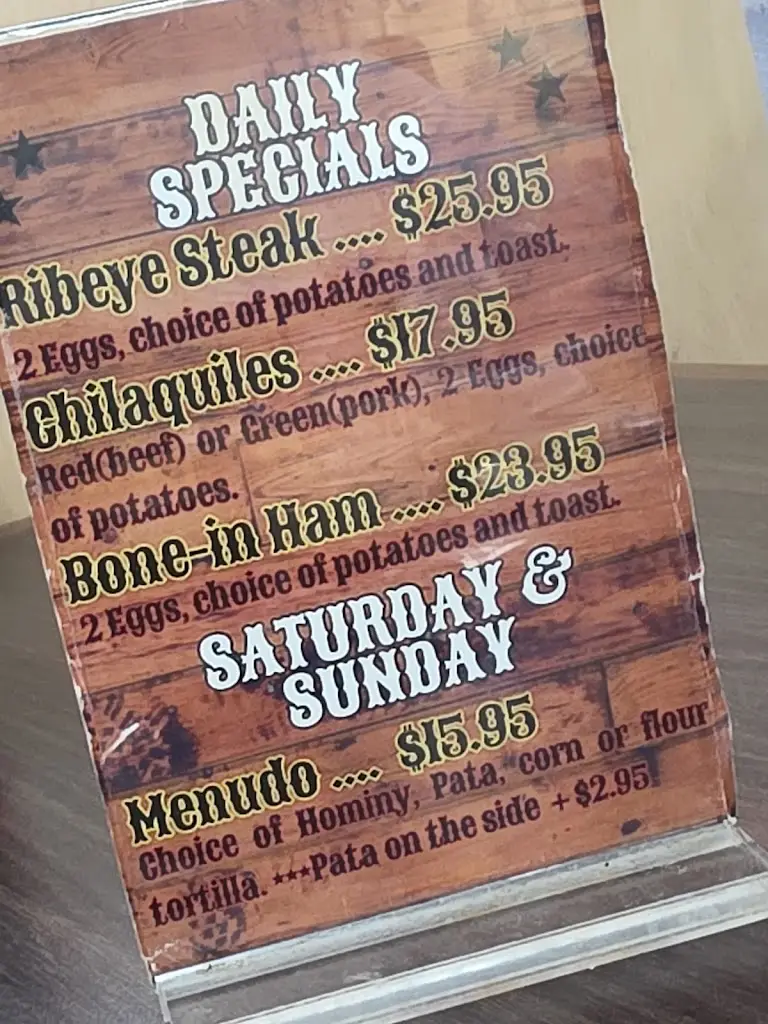 DAILY
SPECIALS
Ribeye Steak .... $25.95
2 Eggs, choice of potatoes and toast.
Chilaquiles .... $17.95
Red(beef) or Green(pork), 2 Eggs, choice
of potatoes.
Bone-in Ham .... $23.95
2 Eggs, choice of potatoes and toast.
SATURDAY &
SUNDAY
Menudo .... $15.95
Choice of Hominy, Pata, corn or flour
tortilla. ***Pata on the side + $2.95